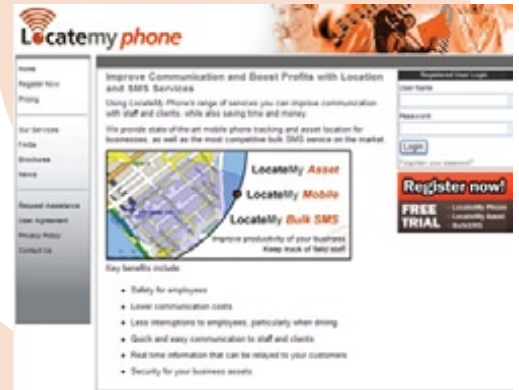 Locatemy phone
Home
Register Now
Pricing
Our Services
FAQs
Brochures
News
Request Assistance
User Agreement
Privacy Policy
Contact Us
Improve Communication and Boost Profits with Location
and SMS Services
Using LocateMy Phone's range of services you can improve communication
with staff and clients, while also saving time and money.
We provide state-of-the-art mobile phone tracking and asset location for
businesses, as well as the most competitive bulk SMS service on the market.
LocateMy Asset
LocateMy Mobile
LocateMy Bulk SMS
Improve productivity of your business
Keep track of field staff
Key benefits include:
• Safety for employees
• Lower communication costs
• Less interruptions to employees, particularly when driving
• Quick and easy communication to staff and clients
• Real time information that can be relayed to your customers
• Security for your business assets
Registered User Login
User Name
Password
Login
Forgotten your password?
Register now!
FREE TRIAL
- LocateMy Phone
- LocateMy Asset
- BulkSMS